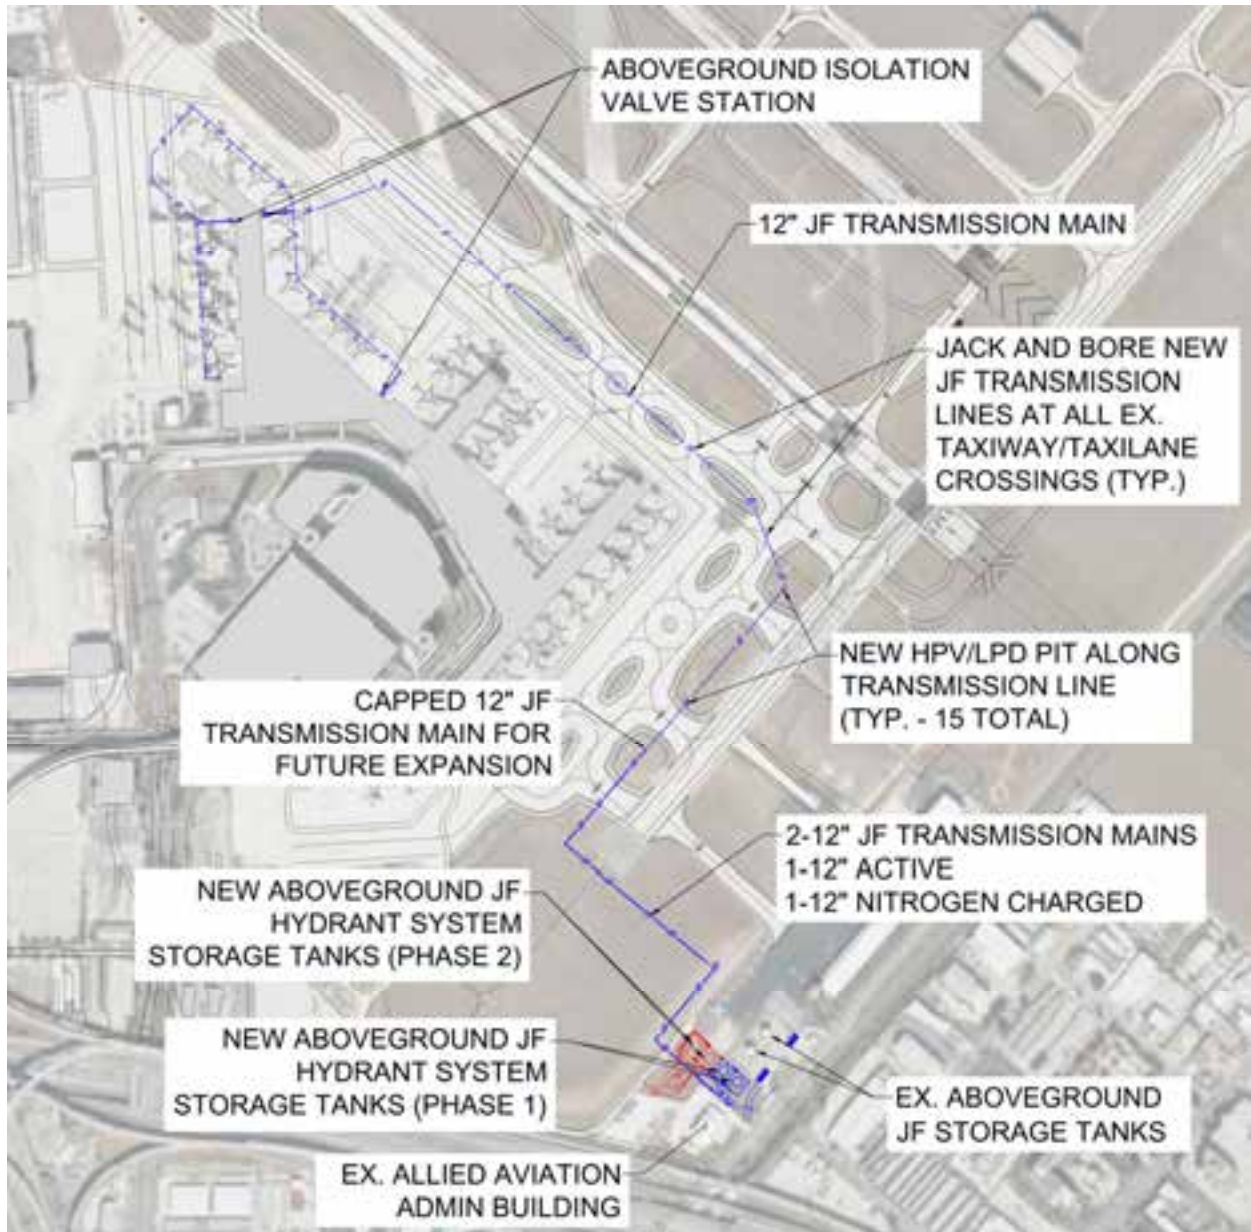 ABOVEGROUND ISOLATION
VALVE STATION
12" JF TRANSMISSION MAIN
JACK AND BORE NEW
JF TRANSMISSION
LINES AT ALL EX.
TAXIWAY/TAXILANE
CROSSINGS (TYP.)
NEW HPV/LPD PIT ALONG
TRANSMISSION LINE
(TYP. - 15 TOTAL)
CAPPED 12" JF
TRANSMISSION MAIN FOR
FUTURE EXPANSION
2-12" JF TRANSMISSION MAINS
1-12" ACTIVE
1-12" NITROGEN CHARGED
NEW ABOVEGROUND JF
HYDRANT SYSTEM
STORAGE TANKS (PHASE 2)
NEW ABOVEGROUND JF
HYDRANT SYSTEM
STORAGE TANKS (PHASE 1)
EX. ABOVEGROUND
JF STORAGE TANKS
EX. ALLIED AVIATION
ADMIN BUILDING